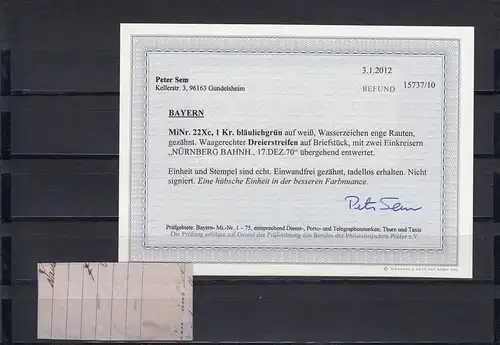 Peter Sem
Kellerstr. 3, 96163 Gundelsheim
3.1.2012
BEFUND 15737/10
BAYERN
MiNr. 22Xc, 1 Kr. bläulichgrün auf weiß, Wasserzeichen enge Rauten,
gezähnt. Waagerechter Dreierstreifen auf Briefstück, mit zwei Einkreisern
„NÜRNBERG BAHNH., 17.DEZ.70“ übergehend entwertet.
Einheit und Stempel sind echt. Einwandfrei gezähnt, tadellos erhalten. Nicht
signiert. Eine hübsche Einheit in der besseren Farbnuance.
Peter Sem
Prüfgebiete: Bayern- Mi.-Nr. 1 - 75, entsprechend Dienst-, Porto- und Telegraphenmarken; Thurn und Taxis
Die Prüfung erfolgte auf Grund der Prüfordnung des Bundes der Philatelistischen Prüfer e.V.